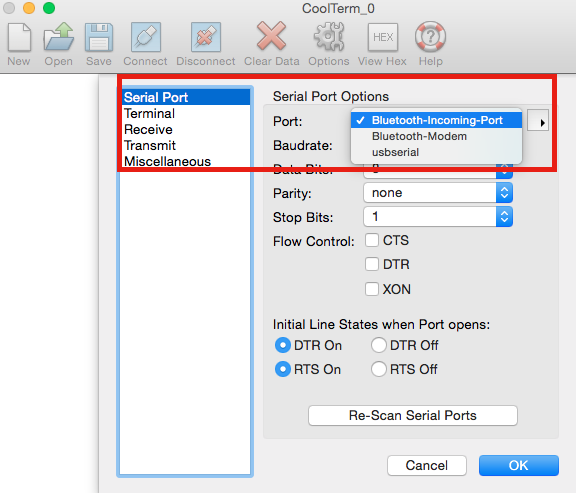 CoolTerm_0
New Open Save Connect Disconnect Clear Data Options View Hex Help
HEX
Serial Port
Terminal
Receive
Transmit
Miscellaneous
Serial Port Options
Port:
✓ Bluetooth-Incoming-Port
Bluetooth-Modem
usbserial
Baudrate:
Data Bits: 8
Parity: none
Stop Bits: 1
Flow Control: CTS
DTR
XON
Initial Line States when Port opens:
DTR On DTR Off
RTS On RTS Off
Re-Scan Serial Ports
Cancel OK